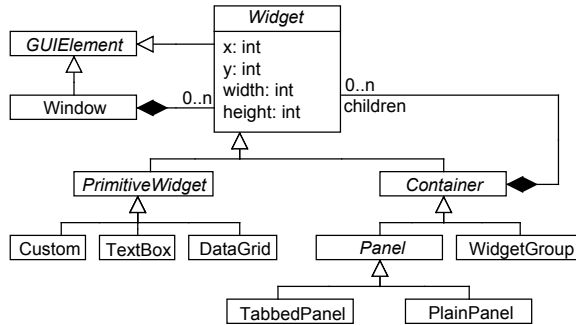 Widget
GUIElement
x: int
y: int
width: int
height: int
Window
0..n
0..n
children
PrimitiveWidget
Container
Custom
TextBox
DataGrid
Panel
WidgetGroup
TabbedPanel
PlainPanel